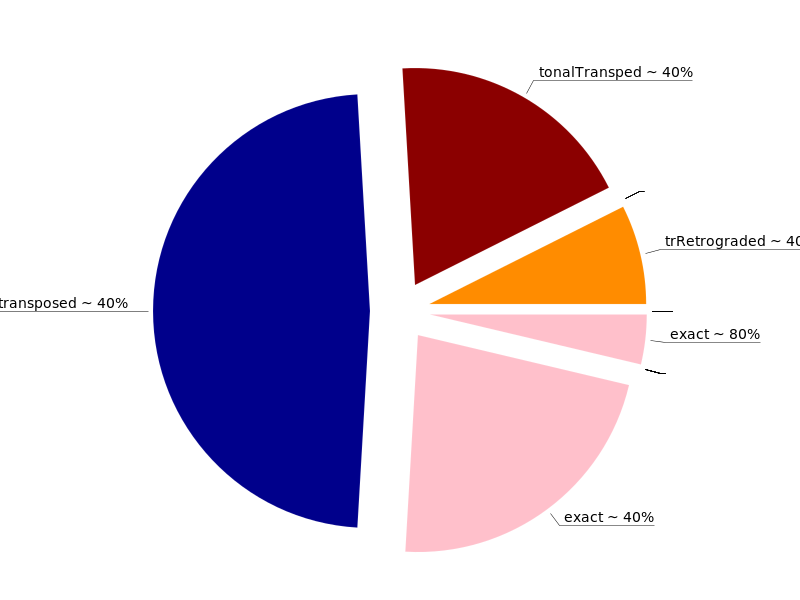 tonalTransped ~ 40%
trRetrograded ~ 40
transposed ~ 40%
exact ~ 80%
exact ~ 40%